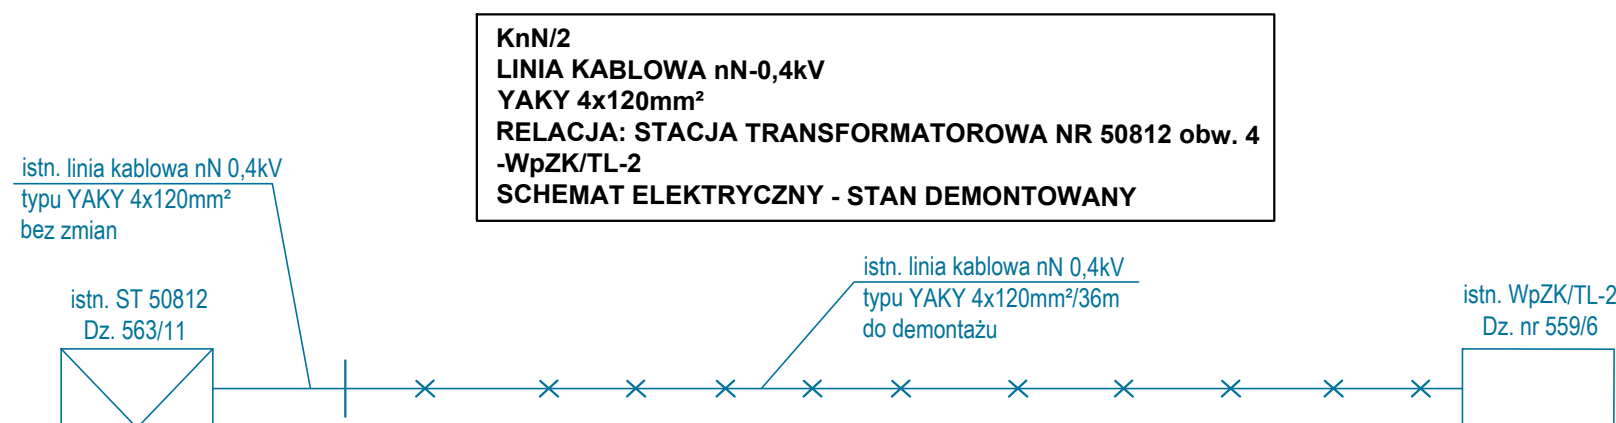 KnN/2
LINIA KABLOWA nN-0,4kV
YAKY 4x120mm²
RELACJA: STACJA TRANSFORMATOROWA NR 50812 obw. 4
-WpZK/TL-2
SCHEMAT ELEKTRYCZNY - STAN DEMONTOWANY
istn. linia kablowa nN 0,4kV
typu YAKY 4x120mm²
bez zmian
istn. linia kablowa nN 0,4kV
typu YAKY 4x120mm²/36m
do demontażu
istn. ST 50812
Dz. 563/11
istn. WpZK/TL-2
Dz. nr 559/6